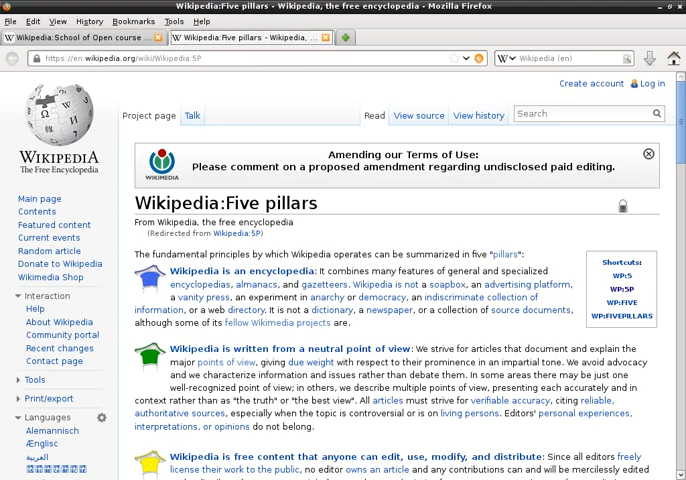 Wikipedia:Five pillars - Wikipedia, the free encyclopedia - Mozilla Firefox
File Edit View History Bookmarks Tools Help
Wikipedia:School of Open course ... Wikipedia:Five pillars - Wikipedia, ...
https://en.wikipedia.org/wiki/Wikipedia:5P Wikipedia (en)
Create account Log in
Project page Talk Read View source View history Search
WIKIPEDIA
The Free Encyclopedia
Main page
Contents
Featured content
Current events
Random article
Donate to Wikipedia
Wikimedia Shop
Interaction
Help
About Wikipedia
Community portal
Recent changes
Contact page
Tools
Print/export
Languages
Alemannisch
Ænglisc
العربية
WIKIMEDIA
Amending our Terms of Use:
Please comment on a proposed amendment regarding undisclosed paid editing.
Wikipedia:Five pillars
From Wikipedia, the free encyclopedia
(Redirected from Wikipedia:5P)
The fundamental principles by which Wikipedia operates can be summarized in five "pillars":
Shortcuts:
WP:5
WP:5P
WP:FIVE
WP:FIVEPILLARS
Wikipedia is an encyclopedia: It combines many features of general and specialized
encyclopedias, almanacs, and gazetteers. Wikipedia is not a soapbox, an advertising platform,
a vanity press, an experiment in anarchy or democracy, an indiscriminate collection of
information, or a web directory. It is not a dictionary, a newspaper, or a collection of source documents,
although some of its fellow Wikimedia projects are.
Wikipedia is written from a neutral point of view: We strive for articles that document and explain the
major points of view, giving due weight with respect to their prominence in an impartial tone. We avoid advocacy
and we characterize information and issues rather than debate them. In some areas there may be just one
well-recognized point of view; in others, we describe multiple points of view, presenting each accurately and in
context rather than as "the truth" or "the best view". All articles must strive for verifiable accuracy, citing reliable,
authoritative sources, especially when the topic is controversial or is on living persons. Editors' personal experiences,
interpretations, or opinions do not belong.
Wikipedia is free content that anyone can edit, use, modify, and distribute: Since all editors freely
license their work to the public, no editor owns an article and any contributions can and will be mercilessly edited